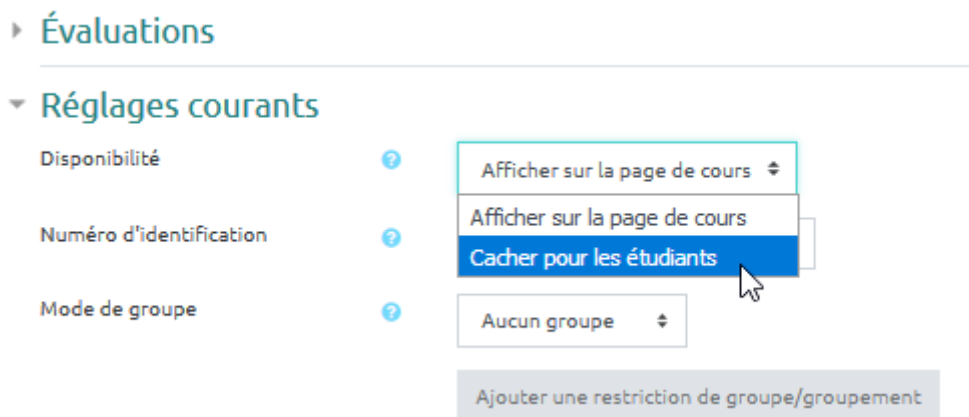 Évaluations
Réglages courants
Disponibilité
Afficher sur la page de cours
Afficher sur la page de cours
Cacher pour les étudiants
Numéro d'identification
Mode de groupe
Aucun groupe
Ajouter une restriction de groupe/groupement